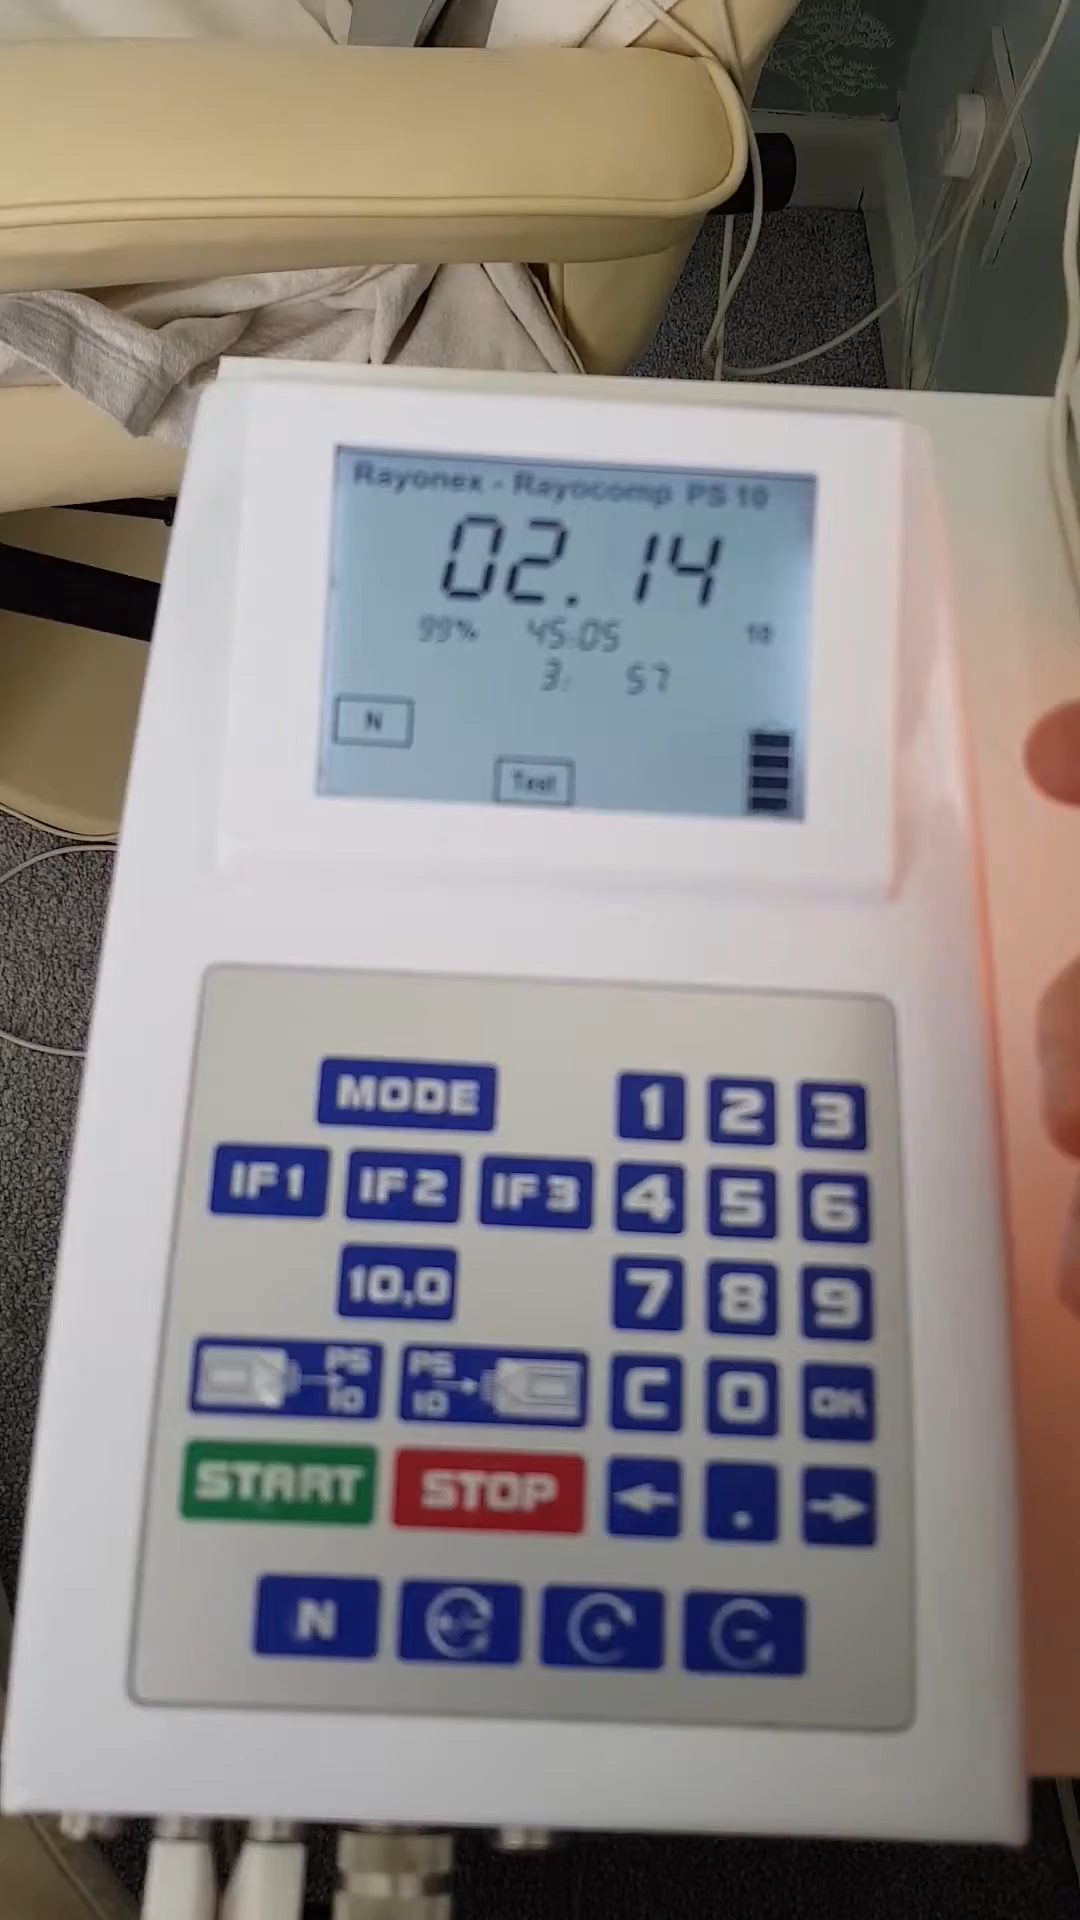 Rayonex - Rayocomp PS 10
02.14
99% 45:05 10
3: 57
N
Test
MODE 1 2 3
IF1 IF2 IF3 4 5 6
10,0 7 8 9
PS 10 PS 10 C 0 OK
START STOP ← . →
N +/- + -